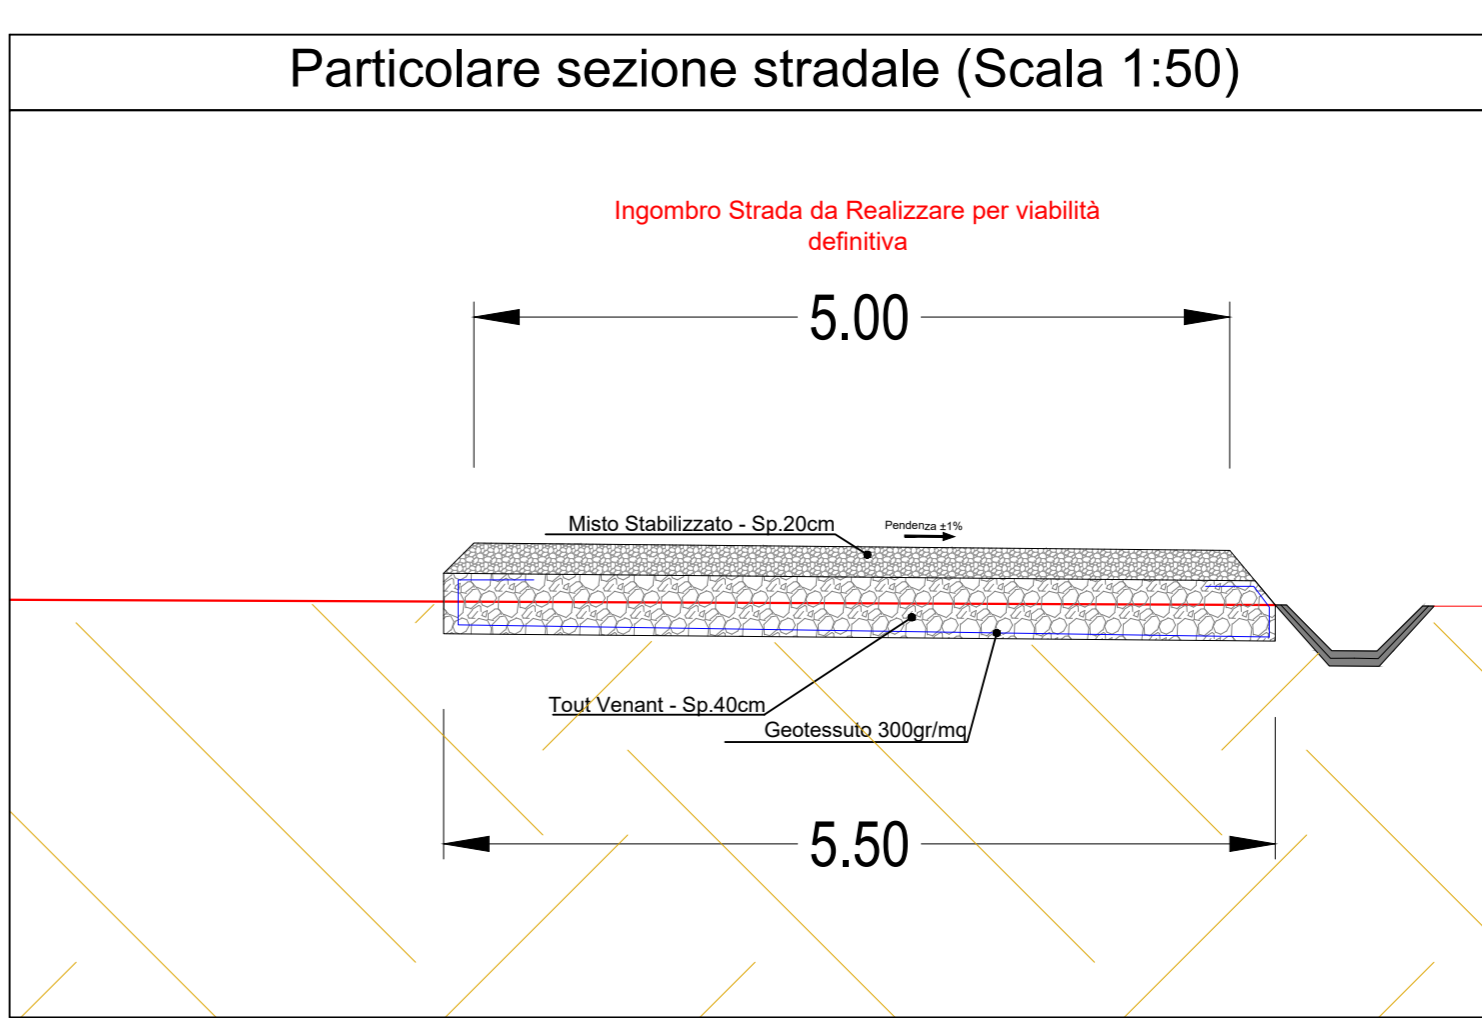 Particolare sezione stradale (Scala 1:50)
Ingombro Strada da Realizzare per viabilità
definitiva
5.00
Misto Stabilizzato - Sp.20cm
Pendenza ±1%
Tout Venant - Sp.40cm
Geotessuto 300gr/mq
5.50